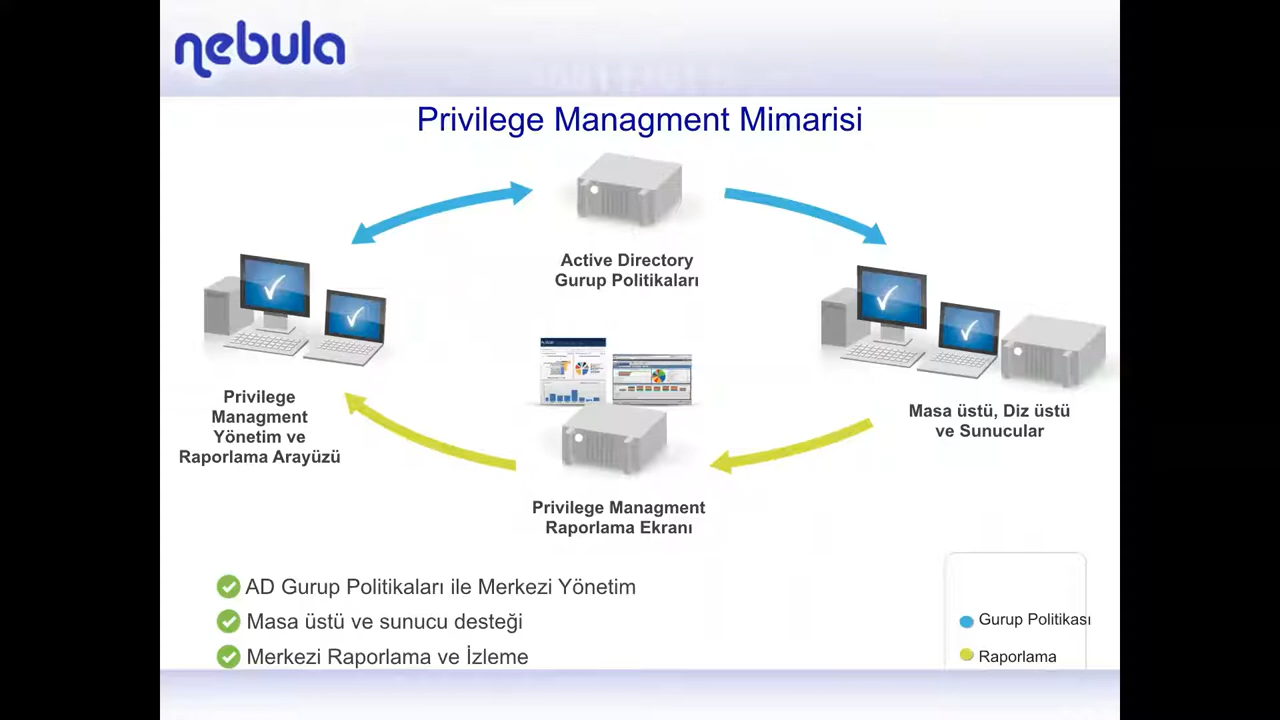 nebula
Privilege Managment Mimarisi
Active Directory
Gurup Politikaları
Privilege
Managment
Yönetim ve
Raporlama Arayüzü
Masa üstü, Diz üstü
ve Sunucular
Privilege Managment
Raporlama Ekranı
AD Gurup Politikaları ile Merkezi Yönetim
Masa üstü ve sunucu desteği
Merkezi Raporlama ve İzleme
Gurup Politikası
Raporlama